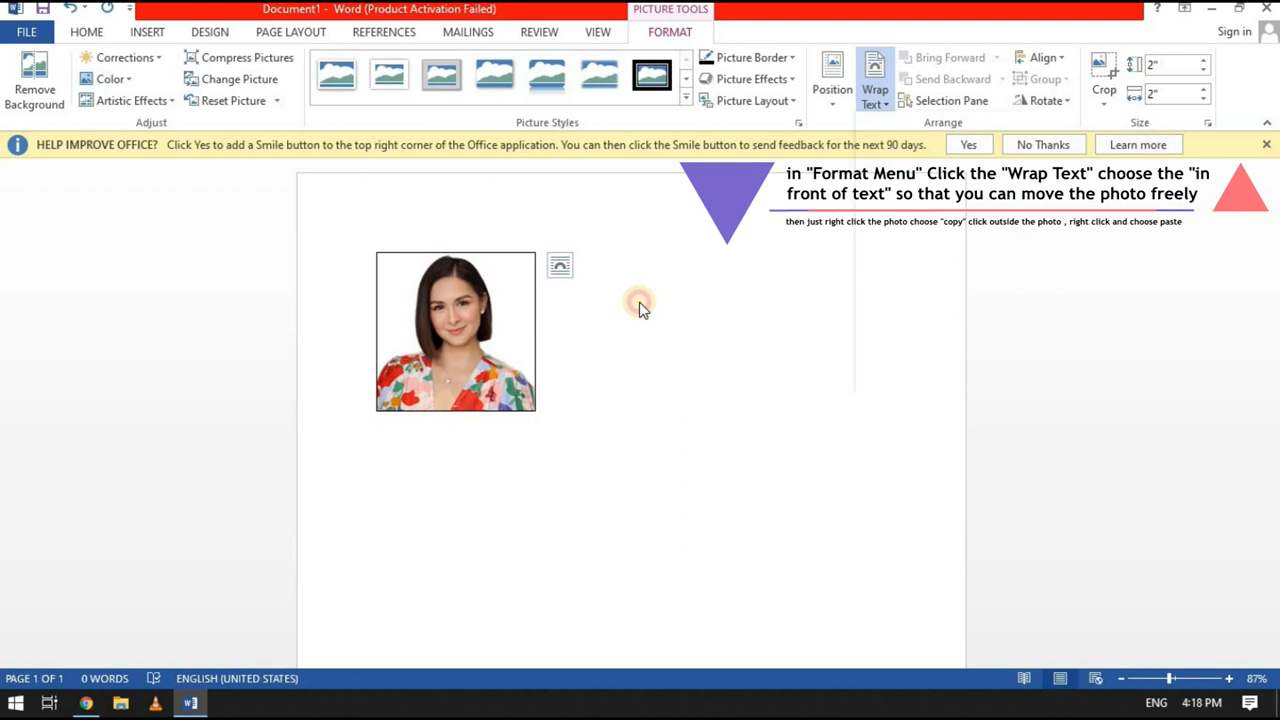 Document1 - Word (Product Activation Failed)
PICTURE TOOLS
?
FILE
HOME
INSERT
DESIGN
PAGE LAYOUT
REFERENCES
MAILINGS
REVIEW
VIEW
FORMAT
Sign in
Remove
Background
Corrections
Color
Artistic Effects
Compress Pictures
Change Picture
Reset Picture
Adjust
Picture Styles
Picture Border
Picture Effects
Picture Layout
Position
Wrap
Text
Bring Forward
Send Backward
Selection Pane
Align
Group
Rotate
Arrange
Crop
2"
2"
Size
HELP IMPROVE OFFICE?
Click Yes to add a Smile button to the top right corner of the Office application. You can then click the Smile button to send feedback for the next 90 days.
Yes
No Thanks
Learn more
in "Format Menu" Click the "Wrap Text" choose the "in
front of text" so that you can move the photo freely
then just right click the photo choose "copy" click outside the photo , right click and choose paste
PAGE 1 OF 1
0 WORDS
ENGLISH (UNITED STATES)
87%
ENG
4:18 PM